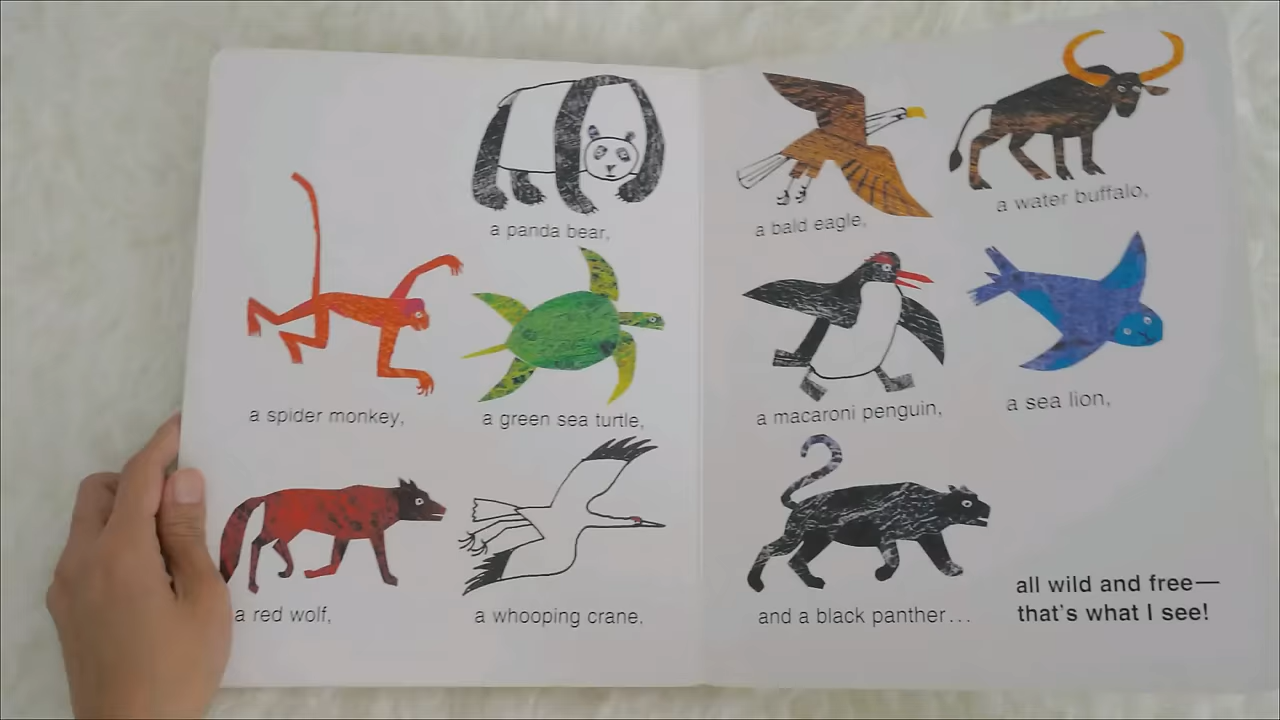 a panda bear,
a bald eagle,
a water buffalo,
a spider monkey,
a green sea turtle,
a macaroni penguin,
a sea lion,
a red wolf,
a whooping crane,
and a black panther...
all wild and free—
that's what I see!